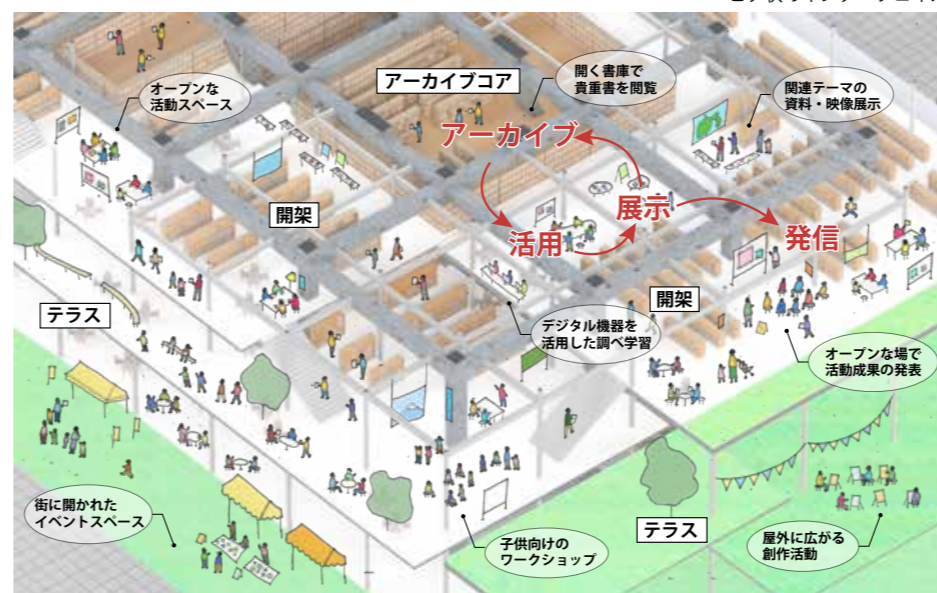 オープンな
活動スペース
アーカイブコア
開く書庫で
貴重書を閲覧
関連テーマの
資料・映像展示
アーカイブ
開架
活用
展示
発信
テラス
開架
デジタル機器を
活用した調べ学習
オープンな場で
活動成果の発表
街に開かれた
イベントスペース
子供向けの
ワークショップ
テラス
屋外に広がる
創作活動